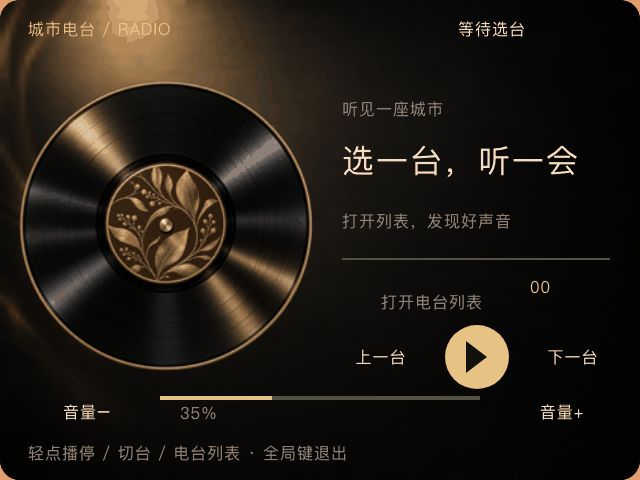 城市电台 / RADIO
等待选台
听见一座城市
选一台，听一会
打开列表，发现好声音
00
打开电台列表
上一台
下一台
音量−
35%
音量+
轻点播停 / 切台 / 电台列表 · 全局键退出